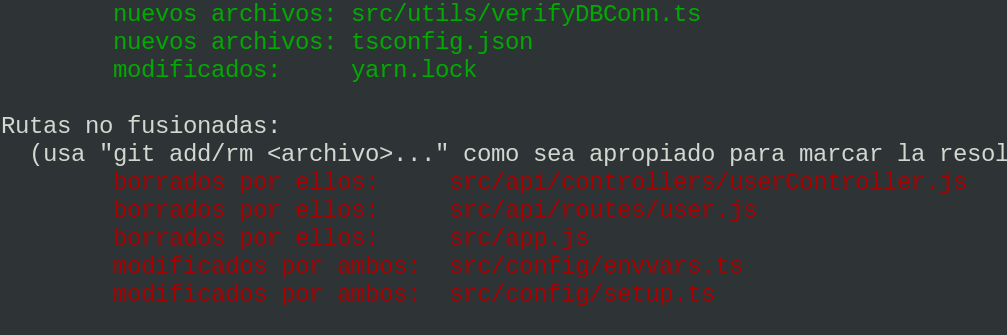 nuevos archivos: src/utils/verifyDBConn.ts
nuevos archivos: tsconfig.json
modificados:     yarn.lock
Rutas no fusionadas:
(usa "git add/rm <archivo>..." como sea apropiado para marcar la resol
borrados por ellos:     src/api/controllers/userController.js
borrados por ellos:     src/api/routes/user.js
borrados por ellos:     src/app.js
modificados por ambos:  src/config/envvars.ts
modificados por ambos:  src/config/setup.ts